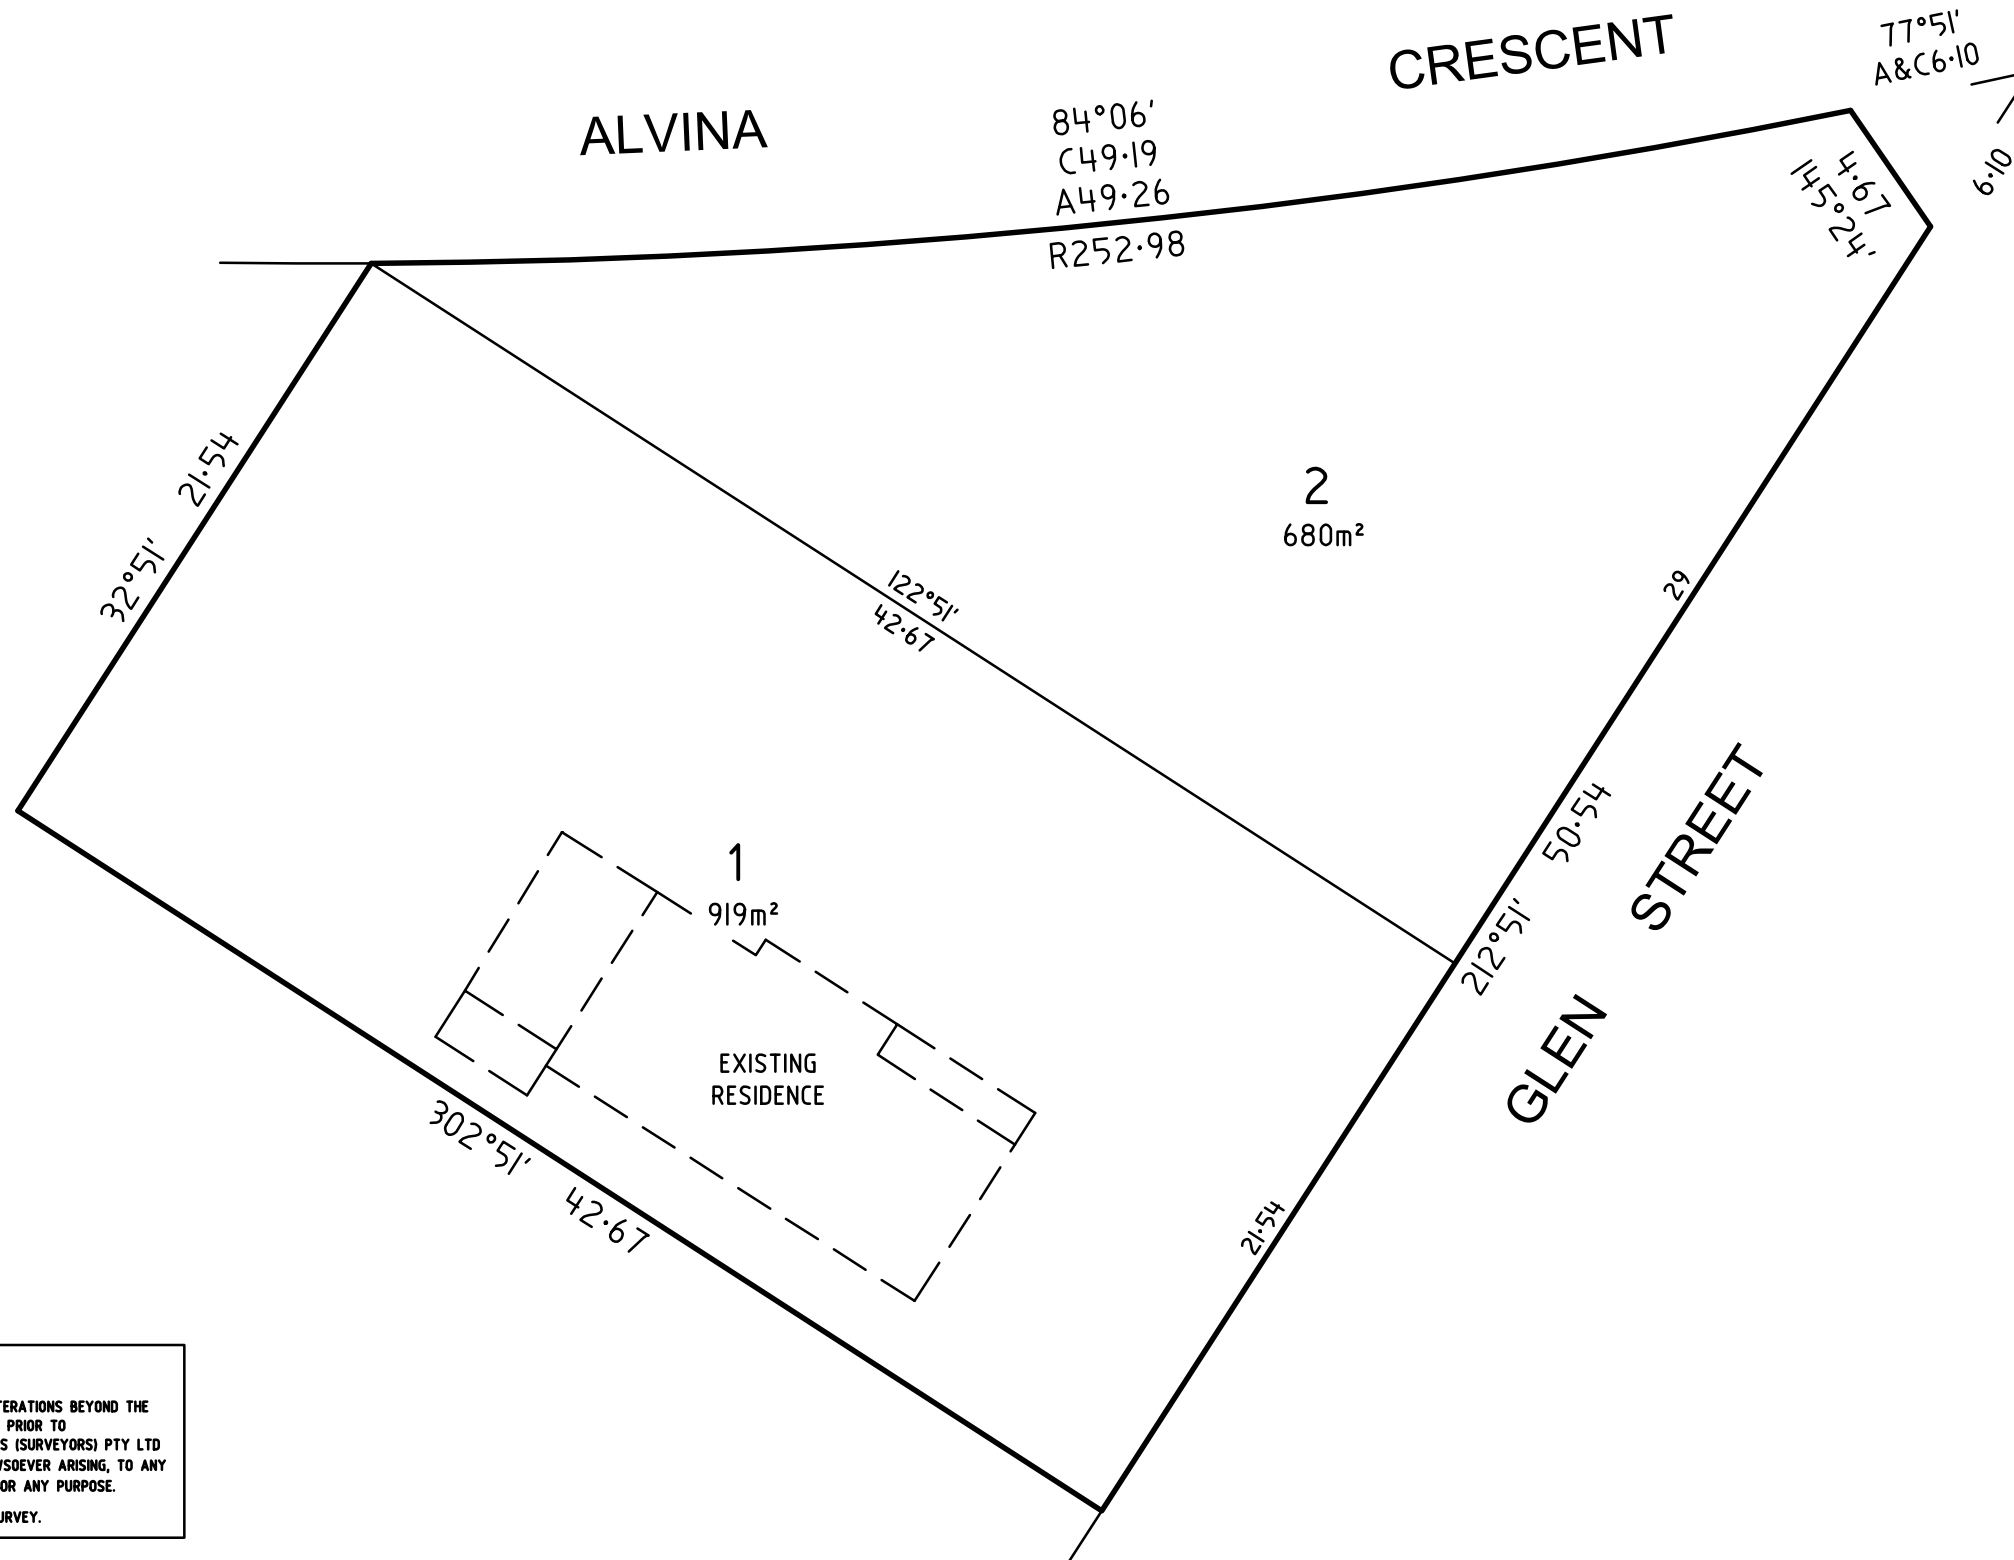 ALVINA
CRESCENT
77°51'
A&C6·10
84°06'
C49·19
A49·26
R252·98
4·67
145°24'
6·10
21·54
32°51'
2
680m²
122°51'
42·67
29
50·54
212°51'
GLEN STREET
1
919m²
EXISTING
RESIDENCE
302°51'
42·67
21·54
BEYOND THE
PRIOR TO
(SURVEYORS) PTY LTD
ARISING, TO ANY
OR ANY PURPOSE.